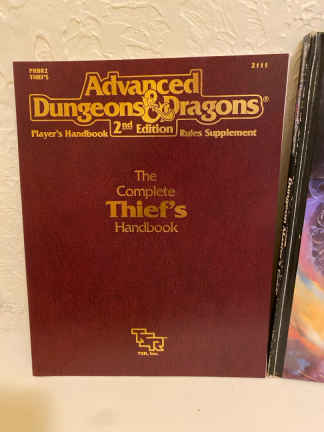 PHBR2
THIEF'S
2111
Advanced
Dungeons & Dragons®
Player's Handbook 2nd Edition Rules Supplement
The
Complete
Thief's
Handbook
TSR
TSR, Inc.